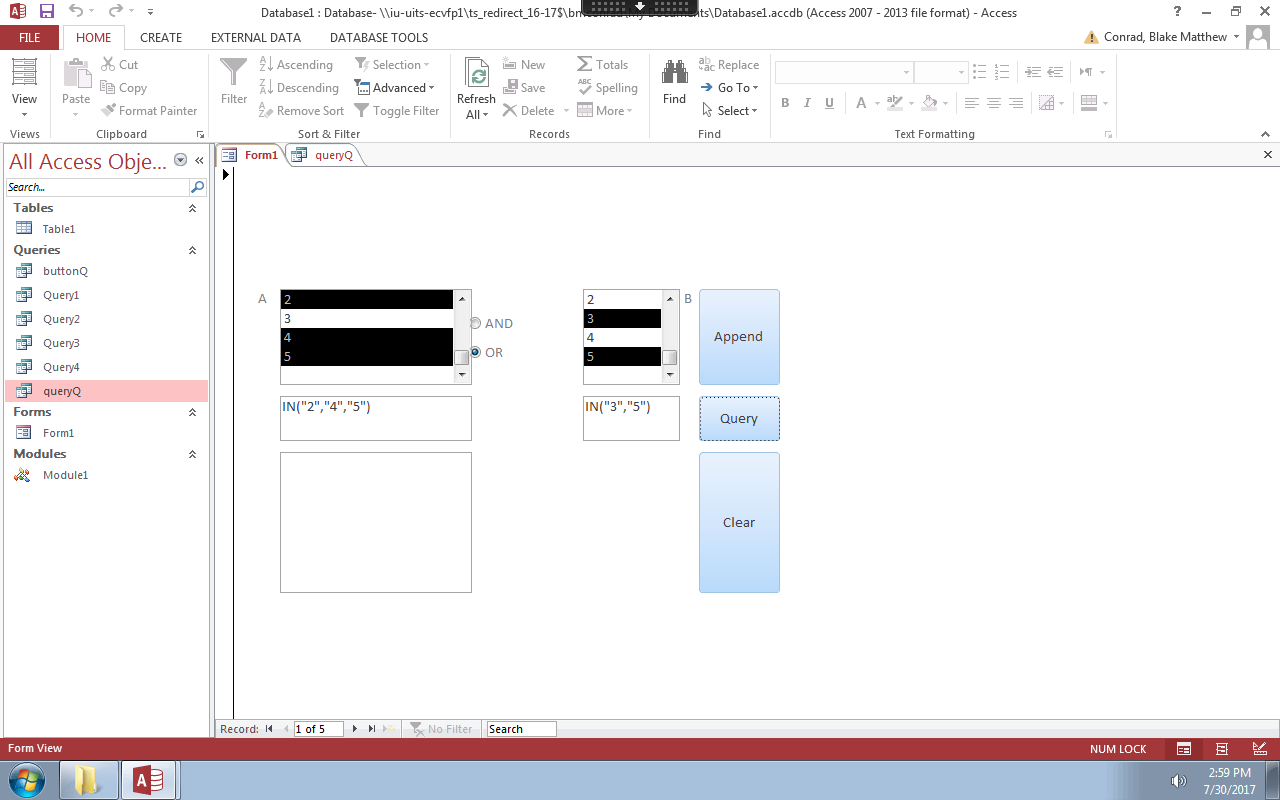 Database1 : Database- \\iu-uits-ecvfp1\ts_redirect_16-17$\ Documents\Database1.accdb (Access 2007 - 2013 file format) - Access
FILE HOME CREATE EXTERNAL DATA DATABASE TOOLS Conrad, Blake Matthew
View
Views
Paste
Cut
Copy
Format Painter
Clipboard
Filter
Ascending
Descending
Remove Sort
Selection
Advanced
Toggle Filter
Sort & Filter
Refresh
All
New
Save
Delete
Totals
Spelling
More
Records
Find
Replace
Go To
Select
Find
B I U A
Text Formatting
All Access Obje...
Search...
Tables
Table1
Queries
buttonQ
Query1
Query2
Query3
Query4
queryQ
Forms
Form1
Modules
Module1
Form1 queryQ
A
2
3
4
5
AND
OR
2
3
4
5
B
Append
IN("2","4","5")
IN("3","5")
Query
Clear
Record: 1 of 5 No Filter Search
Form View NUM LOCK
2:59 PM
7/30/2017